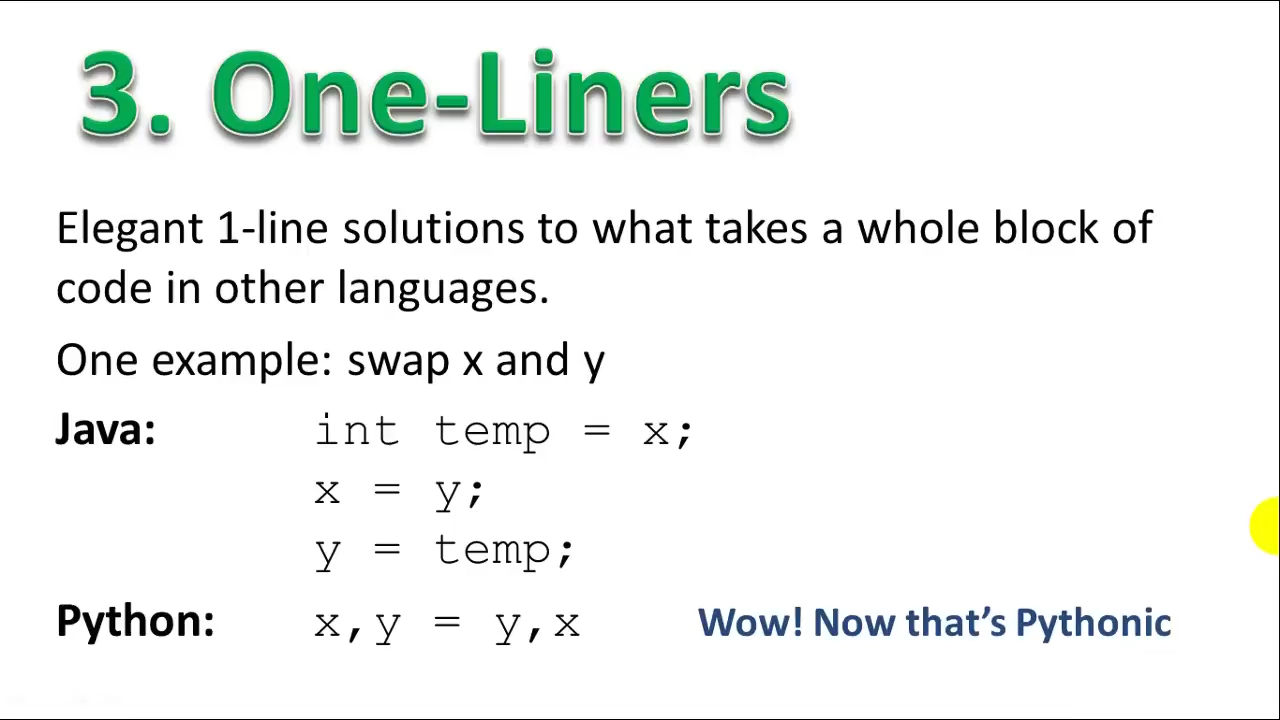 3. One-Liners
Elegant 1-line solutions to what takes a whole block of
code in other languages.
One example: swap x and y
Java: int temp = x;
x = y;
y = temp;
Python: x,y = y,x Wow! Now that’s Pythonic